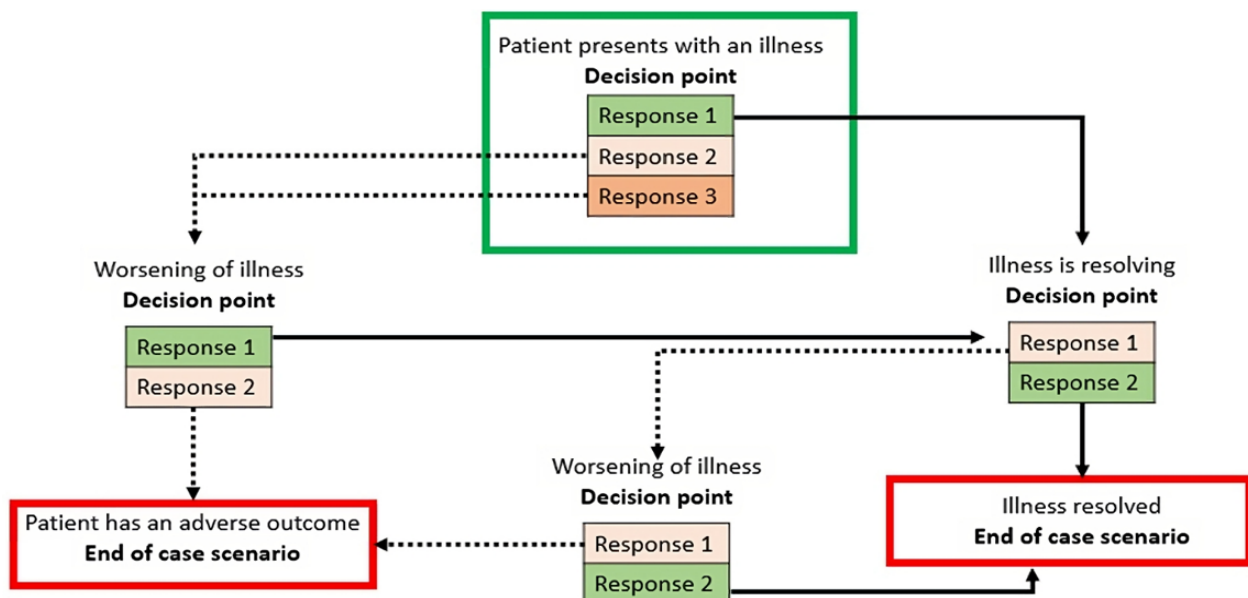 Patient presents with an illness
Decision point
Response 1
Response 2
Response 3
Worsening of illness
Decision point
Response 1
Response 2
Illness is resolving
Decision point
Response 1
Response 2
Worsening of illness
Decision point
Response 1
Response 2
Patient has an adverse outcome
End of case scenario
Illness resolved
End of case scenario